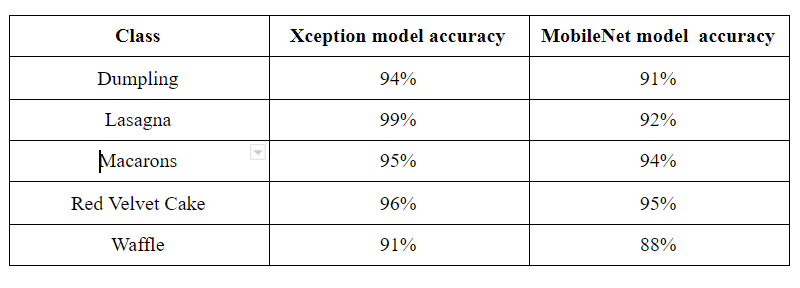 Class Xception model accuracy MobileNet model accuracy
Dumpling 94% 91%
Lasagna 99% 92%
Macarons 95% 94%
Red Velvet Cake 96% 95%
Waffle 91% 88%